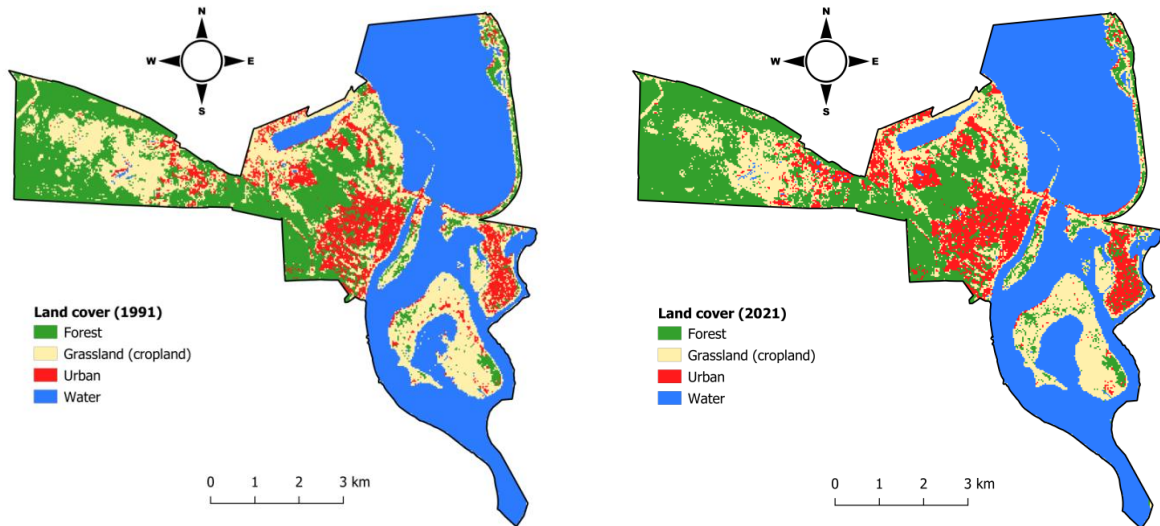 N
W E
S
Land cover (1991)
Forest
Grassland (cropland)
Urban
Water
0 1 2 3 km
N
W E
S
Land cover (2021)
Forest
Grassland (cropland)
Urban
Water
0 1 2 3 km